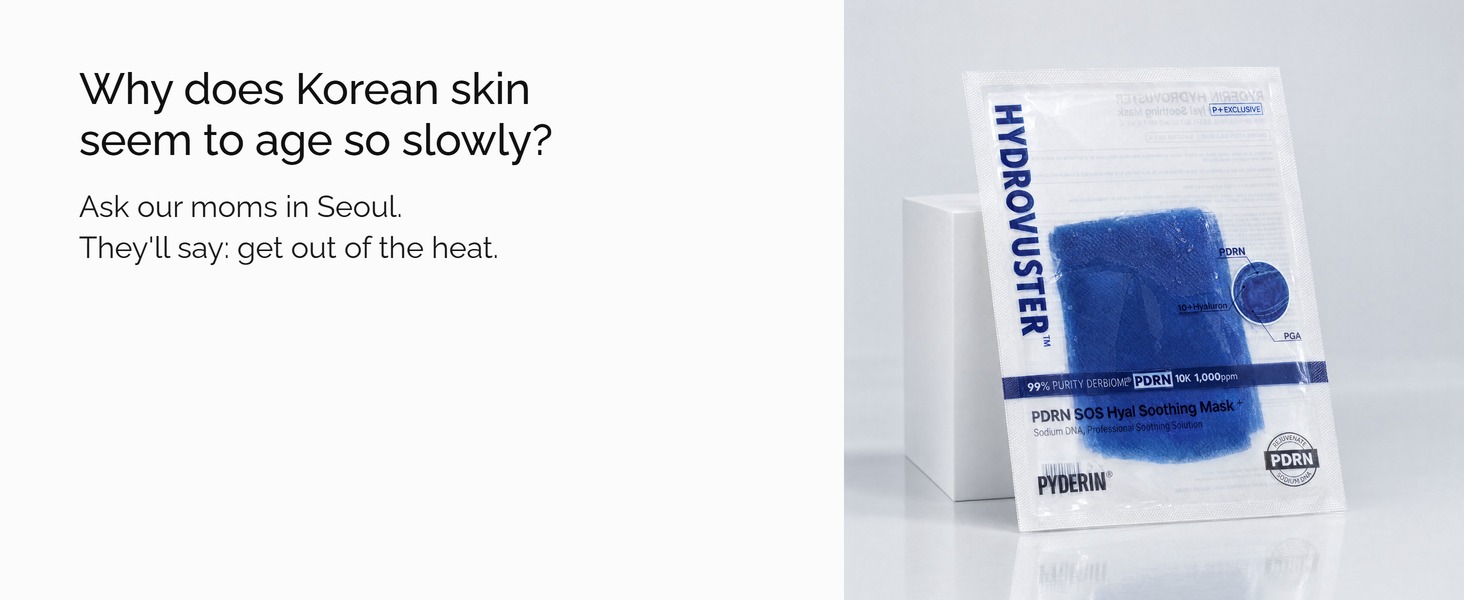 Why does Korean skin
seem to age so slowly?
Ask our moms in Seoul.
They'll say: get out of the heat.
P+EXCLUSIVE
HYDROVUSTER™
PDRN
10+Hyaluron
PGA
99% PURITY DERBIOME® PDRN 10K 1,000ppm
PDRN SOS Hyal Soothing Mask+
Sodium DNA, Professional Soothing Solution
PYDERIN®
REJUVENATE
PDRN
SODIUM DNA